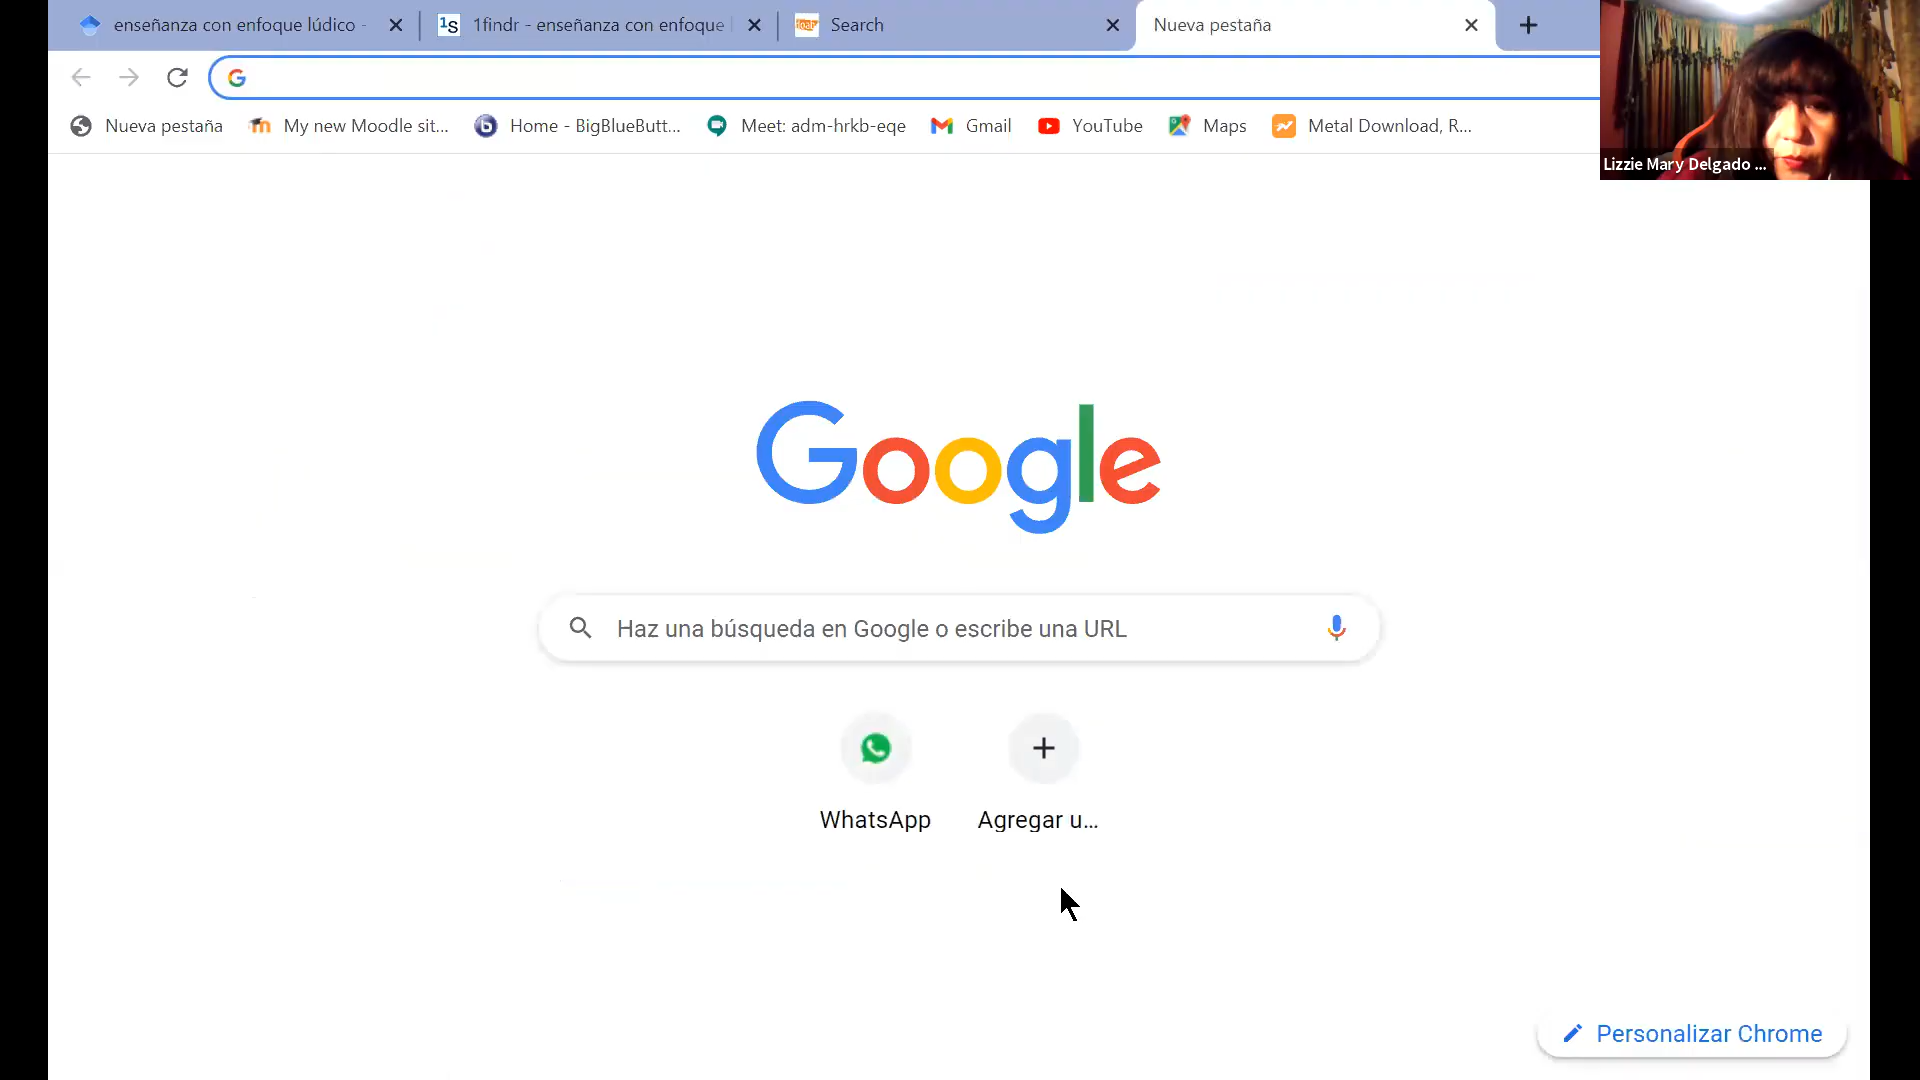 enseñanza con enfoque lúdico -
1findr - enseñanza con enfoque
Search
Nueva pestaña
Nueva pestaña
My new Moodle sit...
Home - BigBlueButt...
Meet: adm-hrkb-eqe
Gmail
YouTube
Maps
Metal Download, R...
Lizzie Mary Delgado ...
Google
Haz una búsqueda en Google o escribe una URL
WhatsApp
Agregar u...
Personalizar Chrome